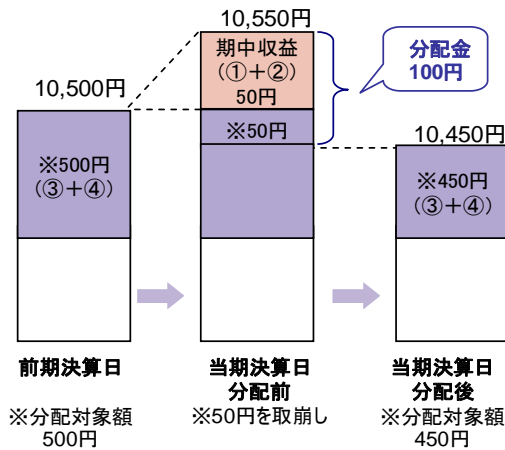 10,550円
期中収益
(①+②)
50円
分配金
100円
10,500円
※50円
10,450円
※500円
(③+④)
※450円
(③+④)
前期決算日
※分配対象額
500円
当期決算日
分配前
※50円を取崩し
当期決算日
分配後
※分配対象額
450円